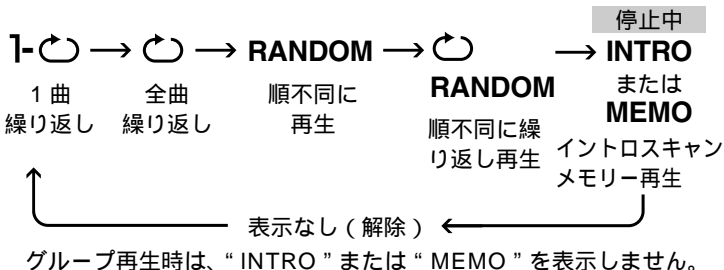 停止中
1- → → RANDOM → → INTRO
または
RANDOM
MEMO
1 曲
繰り返し
全曲
繰り返し
順不同に
再生
順不同に繰
り返し再生
イントロスキャン
メモリー再生
表示なし ( 解除 )
グループ再生時は、“ INTRO ” または “ MEMO ” を表示しません。